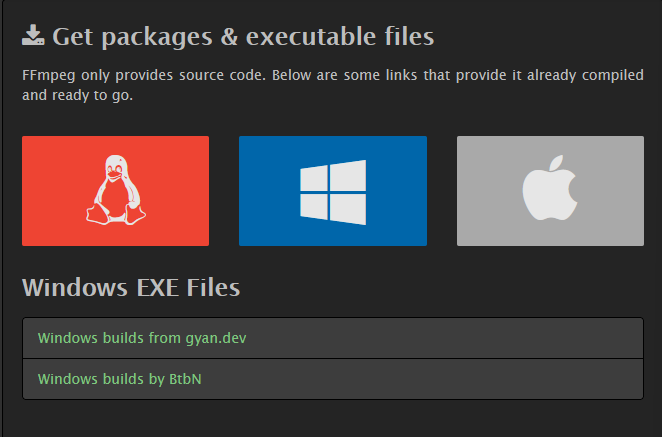 Get packages & executable files
FFmpeg only provides source code. Below are some links that provide it already compiled
and ready to go.
Windows EXE Files
Windows builds from gyan.dev
Windows builds by BtbN